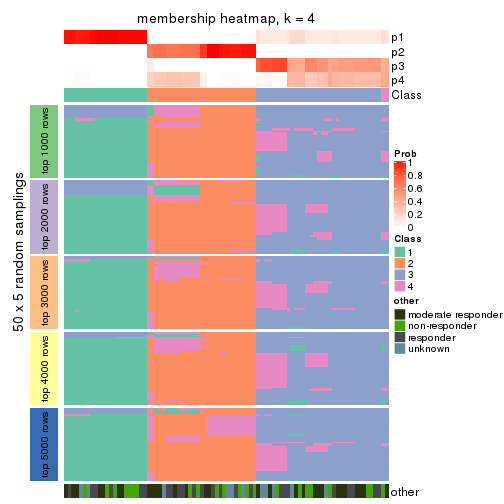 membership heatmap, k = 4
p1
p2
p3
p4
Class
50 x 5 random samplings
top 1000 rows
top 2000 rows
top 3000 rows
top 4000 rows
top 5000 rows
Prob
1
0.8
0.6
0.4
0.2
0
Class
1
2
3
4
other
moderate responder
non-responder
responder
unknown
other